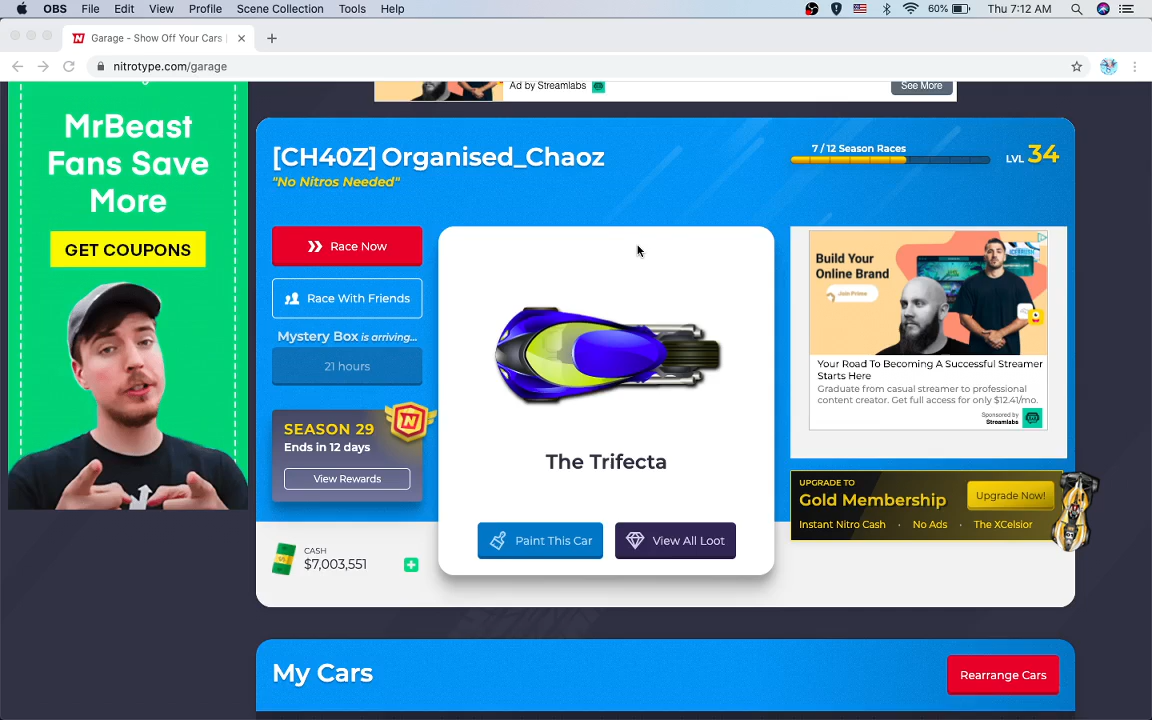 OBS File Edit View Profile Scene Collection Tools Help 60% Thu 7:12 AM
Garage - Show Off Your Cars
nitrotype.com/garage
Ad by Streamlabs
See More
MrBeast
Fans Save
More
GET COUPONS
[CH40Z] Organised_Chaoz
"No Nitros Needed"
7 / 12 Season Races
LVL 34
Race Now
Race With Friends
Mystery Box is arriving...
21 hours
SEASON 29
Ends in 12 days
View Rewards
CASH
$7,003,551
The Trifecta
Paint This Car
View All Loot
Build Your
Online Brand
Join Prime
Your Road To Becoming A Successful Streamer
Starts Here
Graduate from casual streamer to professional
content creator. Get full access for only $12.41/mo.
Sponsored by
Streamlabs
UPGRADE TO
Gold Membership
Upgrade Now!
Instant Nitro Cash · No Ads · The XCelsior
My Cars
Rearrange Cars